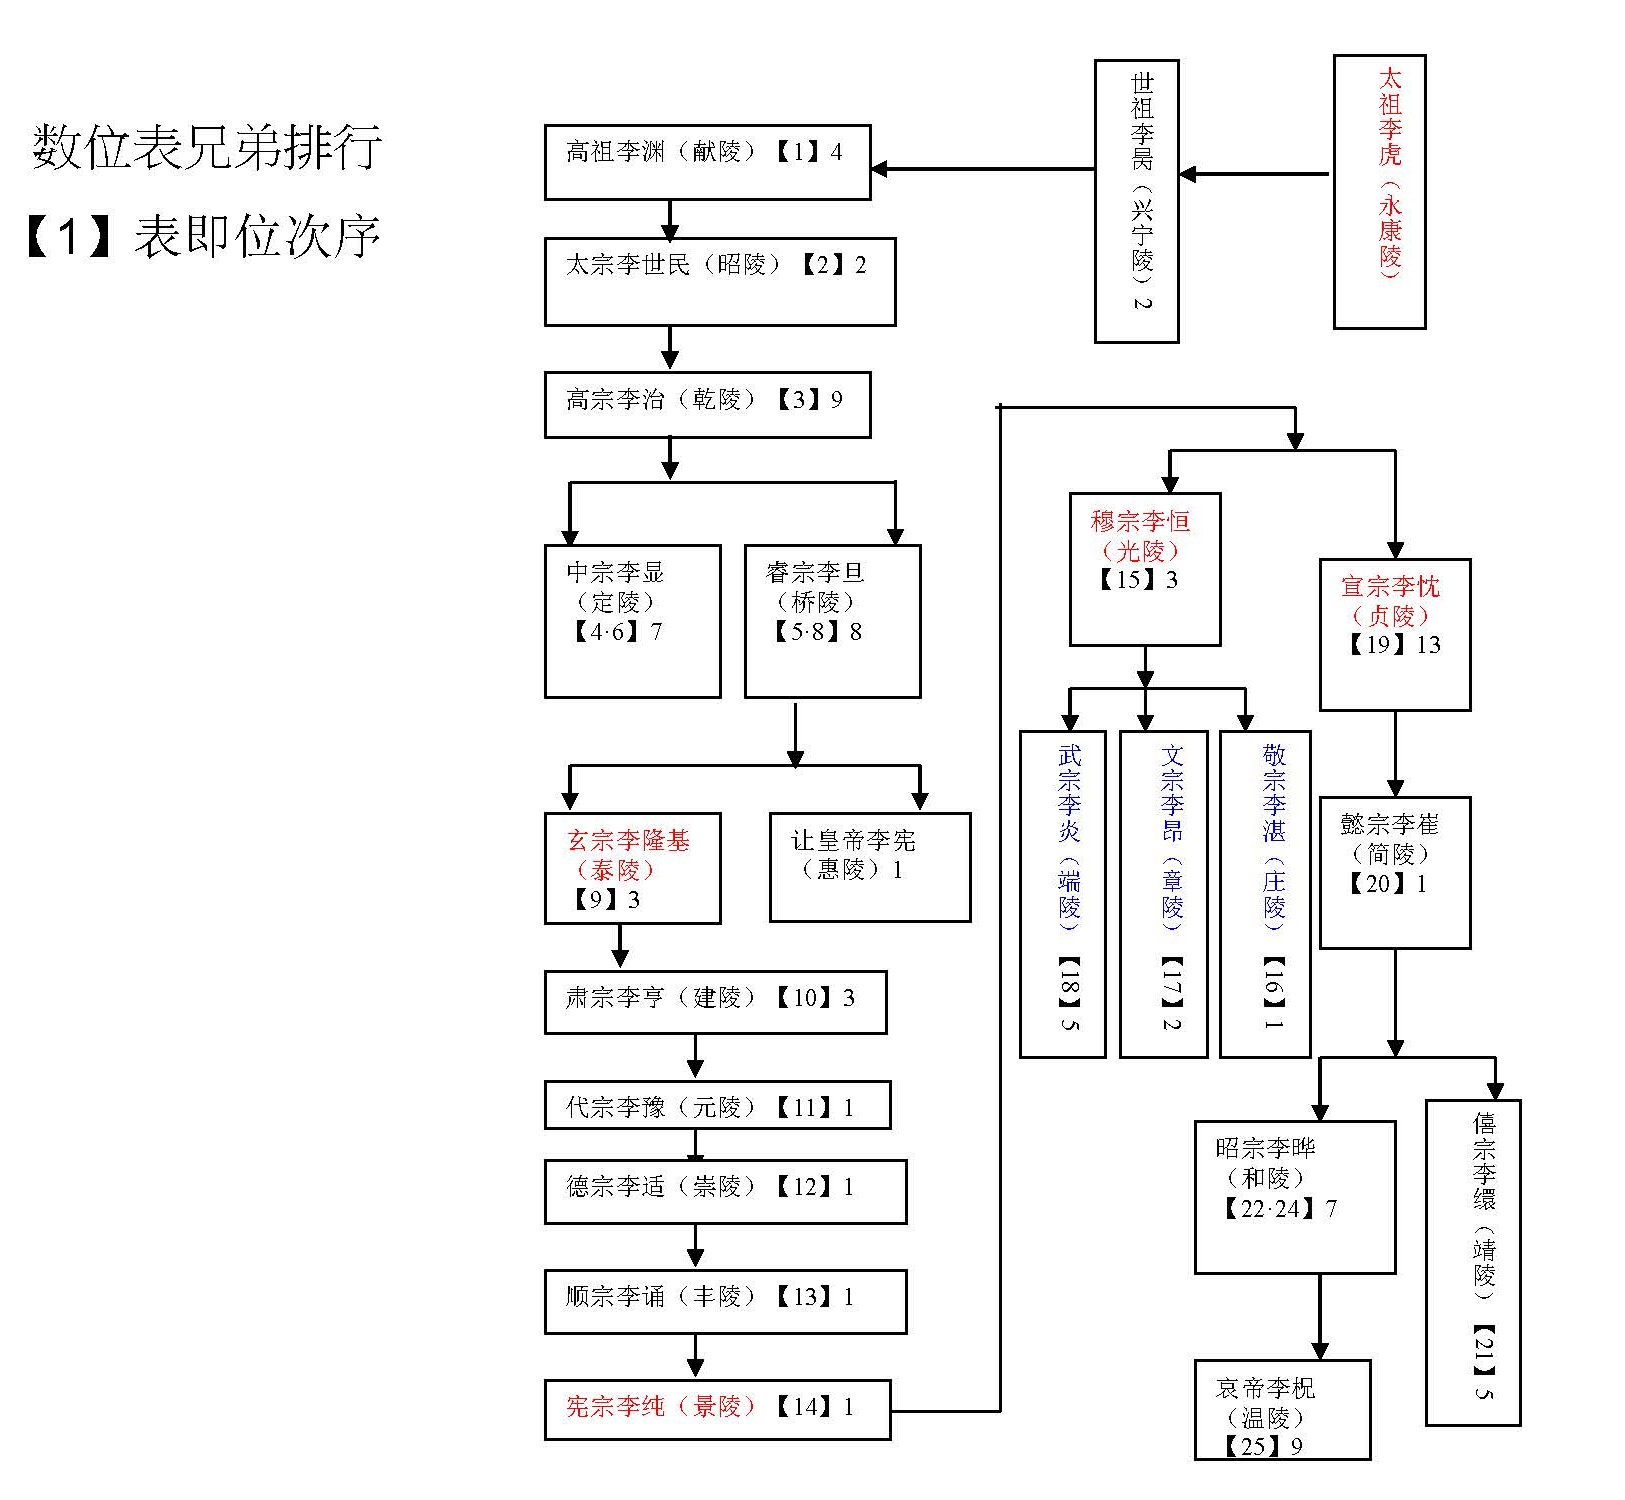 数位表兄弟排行
【1】表即位次序
太祖李虎（永康陵）
世祖李昺（兴宁陵）2
高祖李渊（献陵）【1】4
太宗李世民（昭陵）【2】2
高宗李治（乾陵）【3】9
中宗李显
（定陵）
【4·6】7
睿宗李旦
（桥陵）
【5·8】8
玄宗李隆基
（泰陵）
【9】3
让皇帝李宪
（惠陵）1
肃宗李亨（建陵）【10】3
代宗李豫（元陵）【11】1
德宗李适（崇陵）【12】1
顺宗李诵（丰陵）【13】1
宪宗李纯（景陵）【14】1
穆宗李恒
（光陵）
【15】3
宣宗李忱
（贞陵）
【19】13
武宗李炎（端陵）【18】5
文宗李昂（章陵）【17】2
敬宗李湛（庄陵）【16】1
懿宗李崔
（简陵）
【20】1
昭宗李晔
（和陵）
【22·24】7
僖宗李缳（靖陵）【21】5
哀帝李柷
（温陵）
【25】9